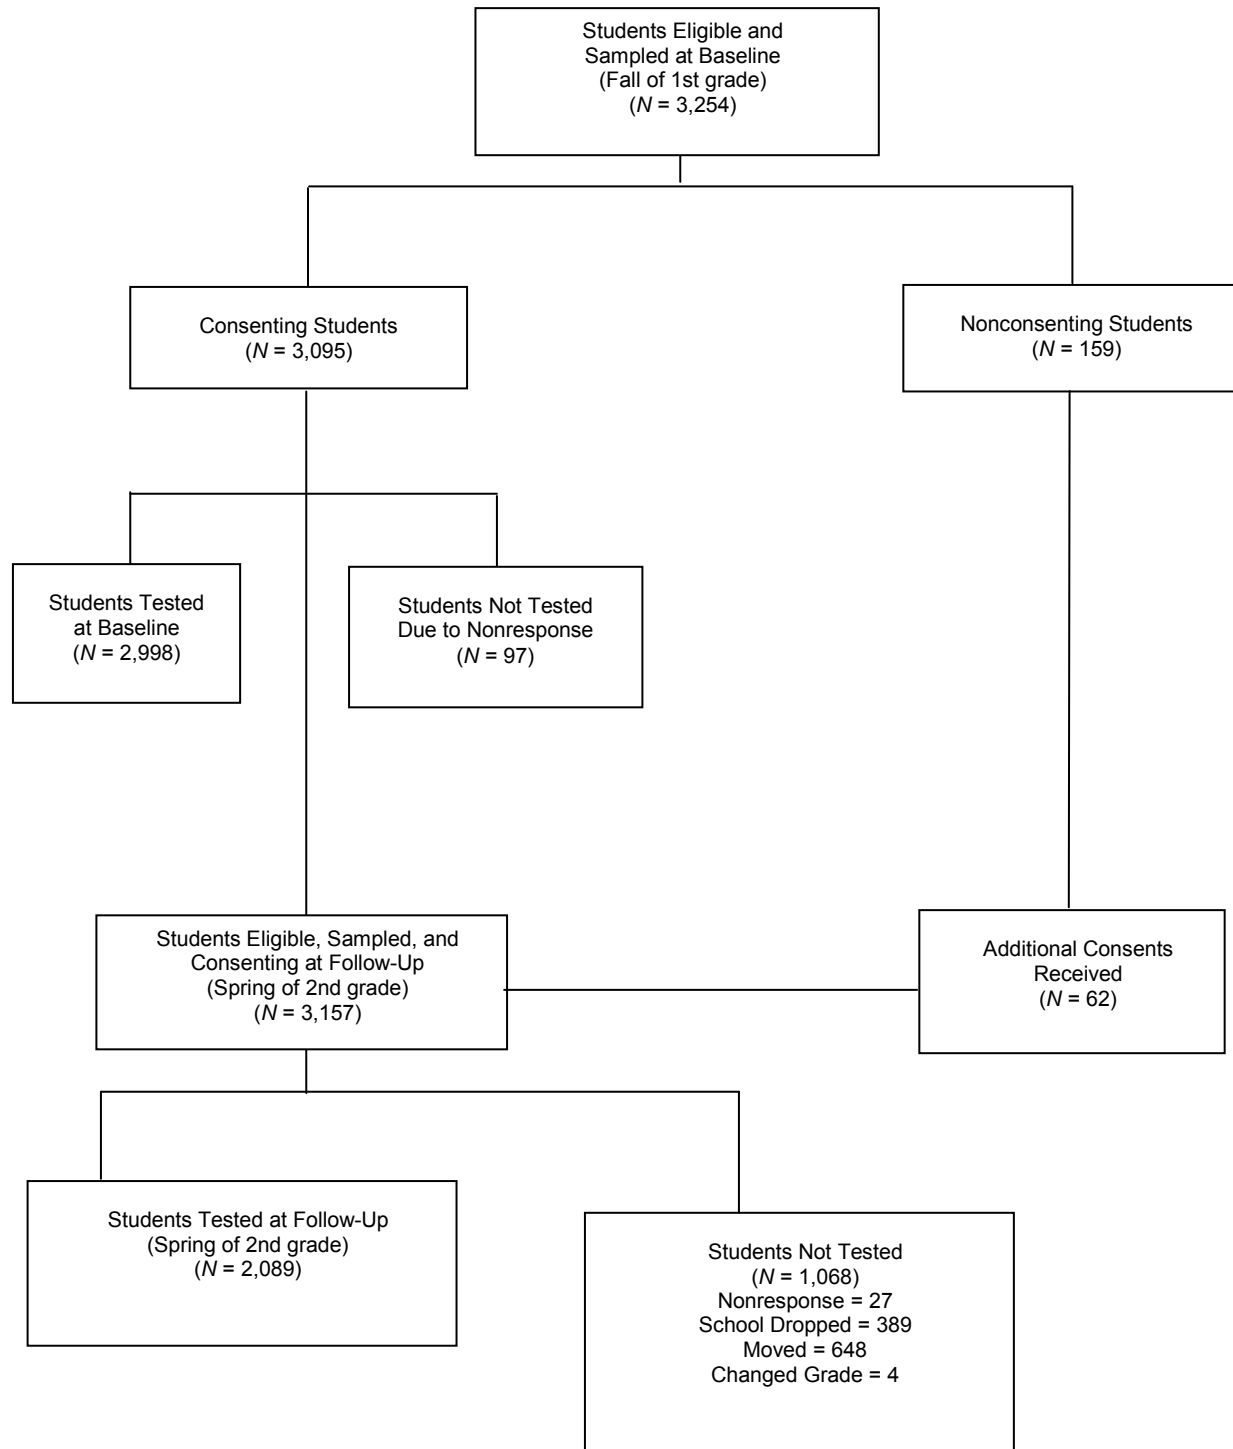 Students Eligible and
Sampled at Baseline
(Fall of 1st grade)
(N = 3,254)
Consenting Students
(N = 3,095)
Nonconsenting Students
(N = 159)
Students Tested
at Baseline
(N = 2,998)
Students Not Tested
Due to Nonresponse
(N = 97)
Students Eligible, Sampled, and
Consenting at Follow-Up
(Spring of 2nd grade)
(N = 3,157)
Additional Consents
Received
(N = 62)
Students Tested at Follow-Up
(Spring of 2nd grade)
(N = 2,089)
Students Not Tested
(N = 1,068)
Nonresponse = 27
School Dropped = 389
Moved = 648
Changed Grade = 4